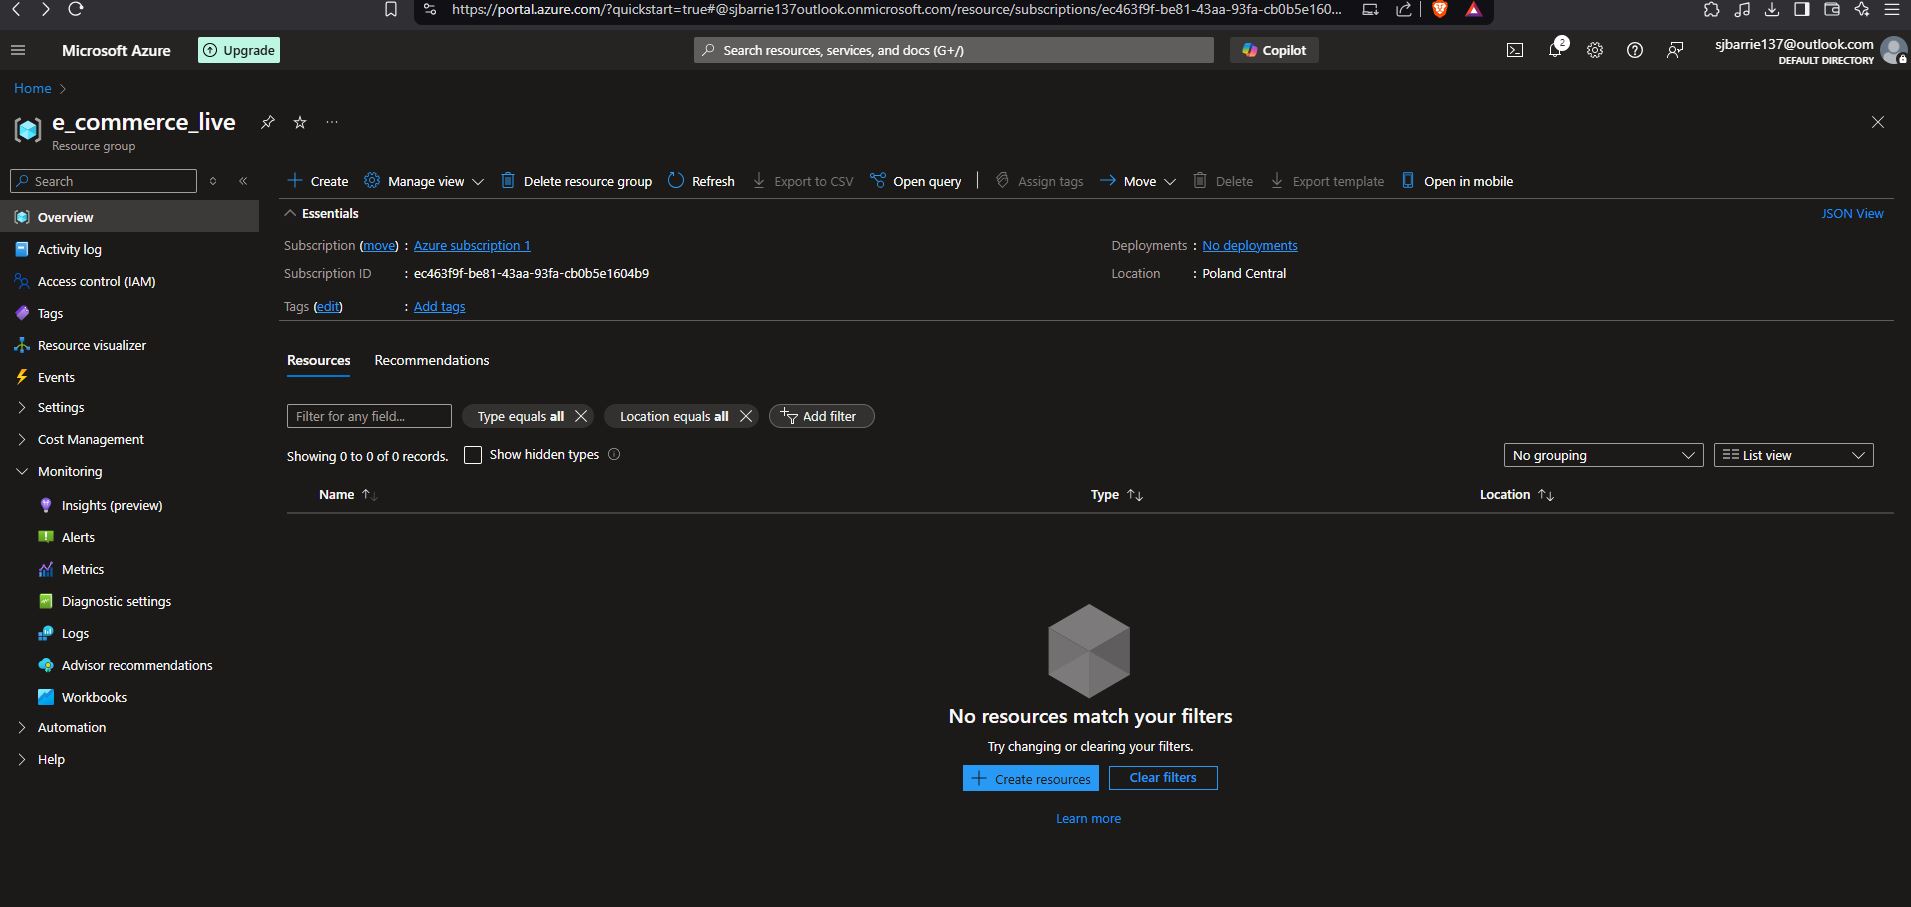 https://portal.azure.com/?quickstart=true#@sjbarrie137outlook.onmicrosoft.com/resource/subscriptions/ec463f9f-be81-43aa-93fa-cb0b5e160...
Microsoft Azure
Upgrade
Search resources, services, and docs (G+/)
Copilot
2
sjbarrie137@outlook.com
DEFAULT DIRECTORY
Home
e_commerce_live
Resource group
Search
Create
Manage view
Delete resource group
Refresh
Export to CSV
Open query
Assign tags
Move
Delete
Export template
Open in mobile
Overview
Activity log
Access control (IAM)
Tags
Resource visualizer
Events
Settings
Cost Management
Monitoring
Insights (preview)
Alerts
Metrics
Diagnostic settings
Logs
Advisor recommendations
Workbooks
Automation
Help
Essentials
JSON View
Subscription (move) : Azure subscription 1
Subscription ID : ec463f9f-be81-43aa-93fa-cb0b5e1604b9
Tags (edit) : Add tags
Deployments : No deployments
Location : Poland Central
Resources
Recommendations
Filter for any field...
Type equals all
Location equals all
Add filter
Showing 0 to 0 of 0 records.
Show hidden types
No grouping
List view
Name
Type
Location
No resources match your filters
Try changing or clearing your filters.
Create resources
Clear filters
Learn more